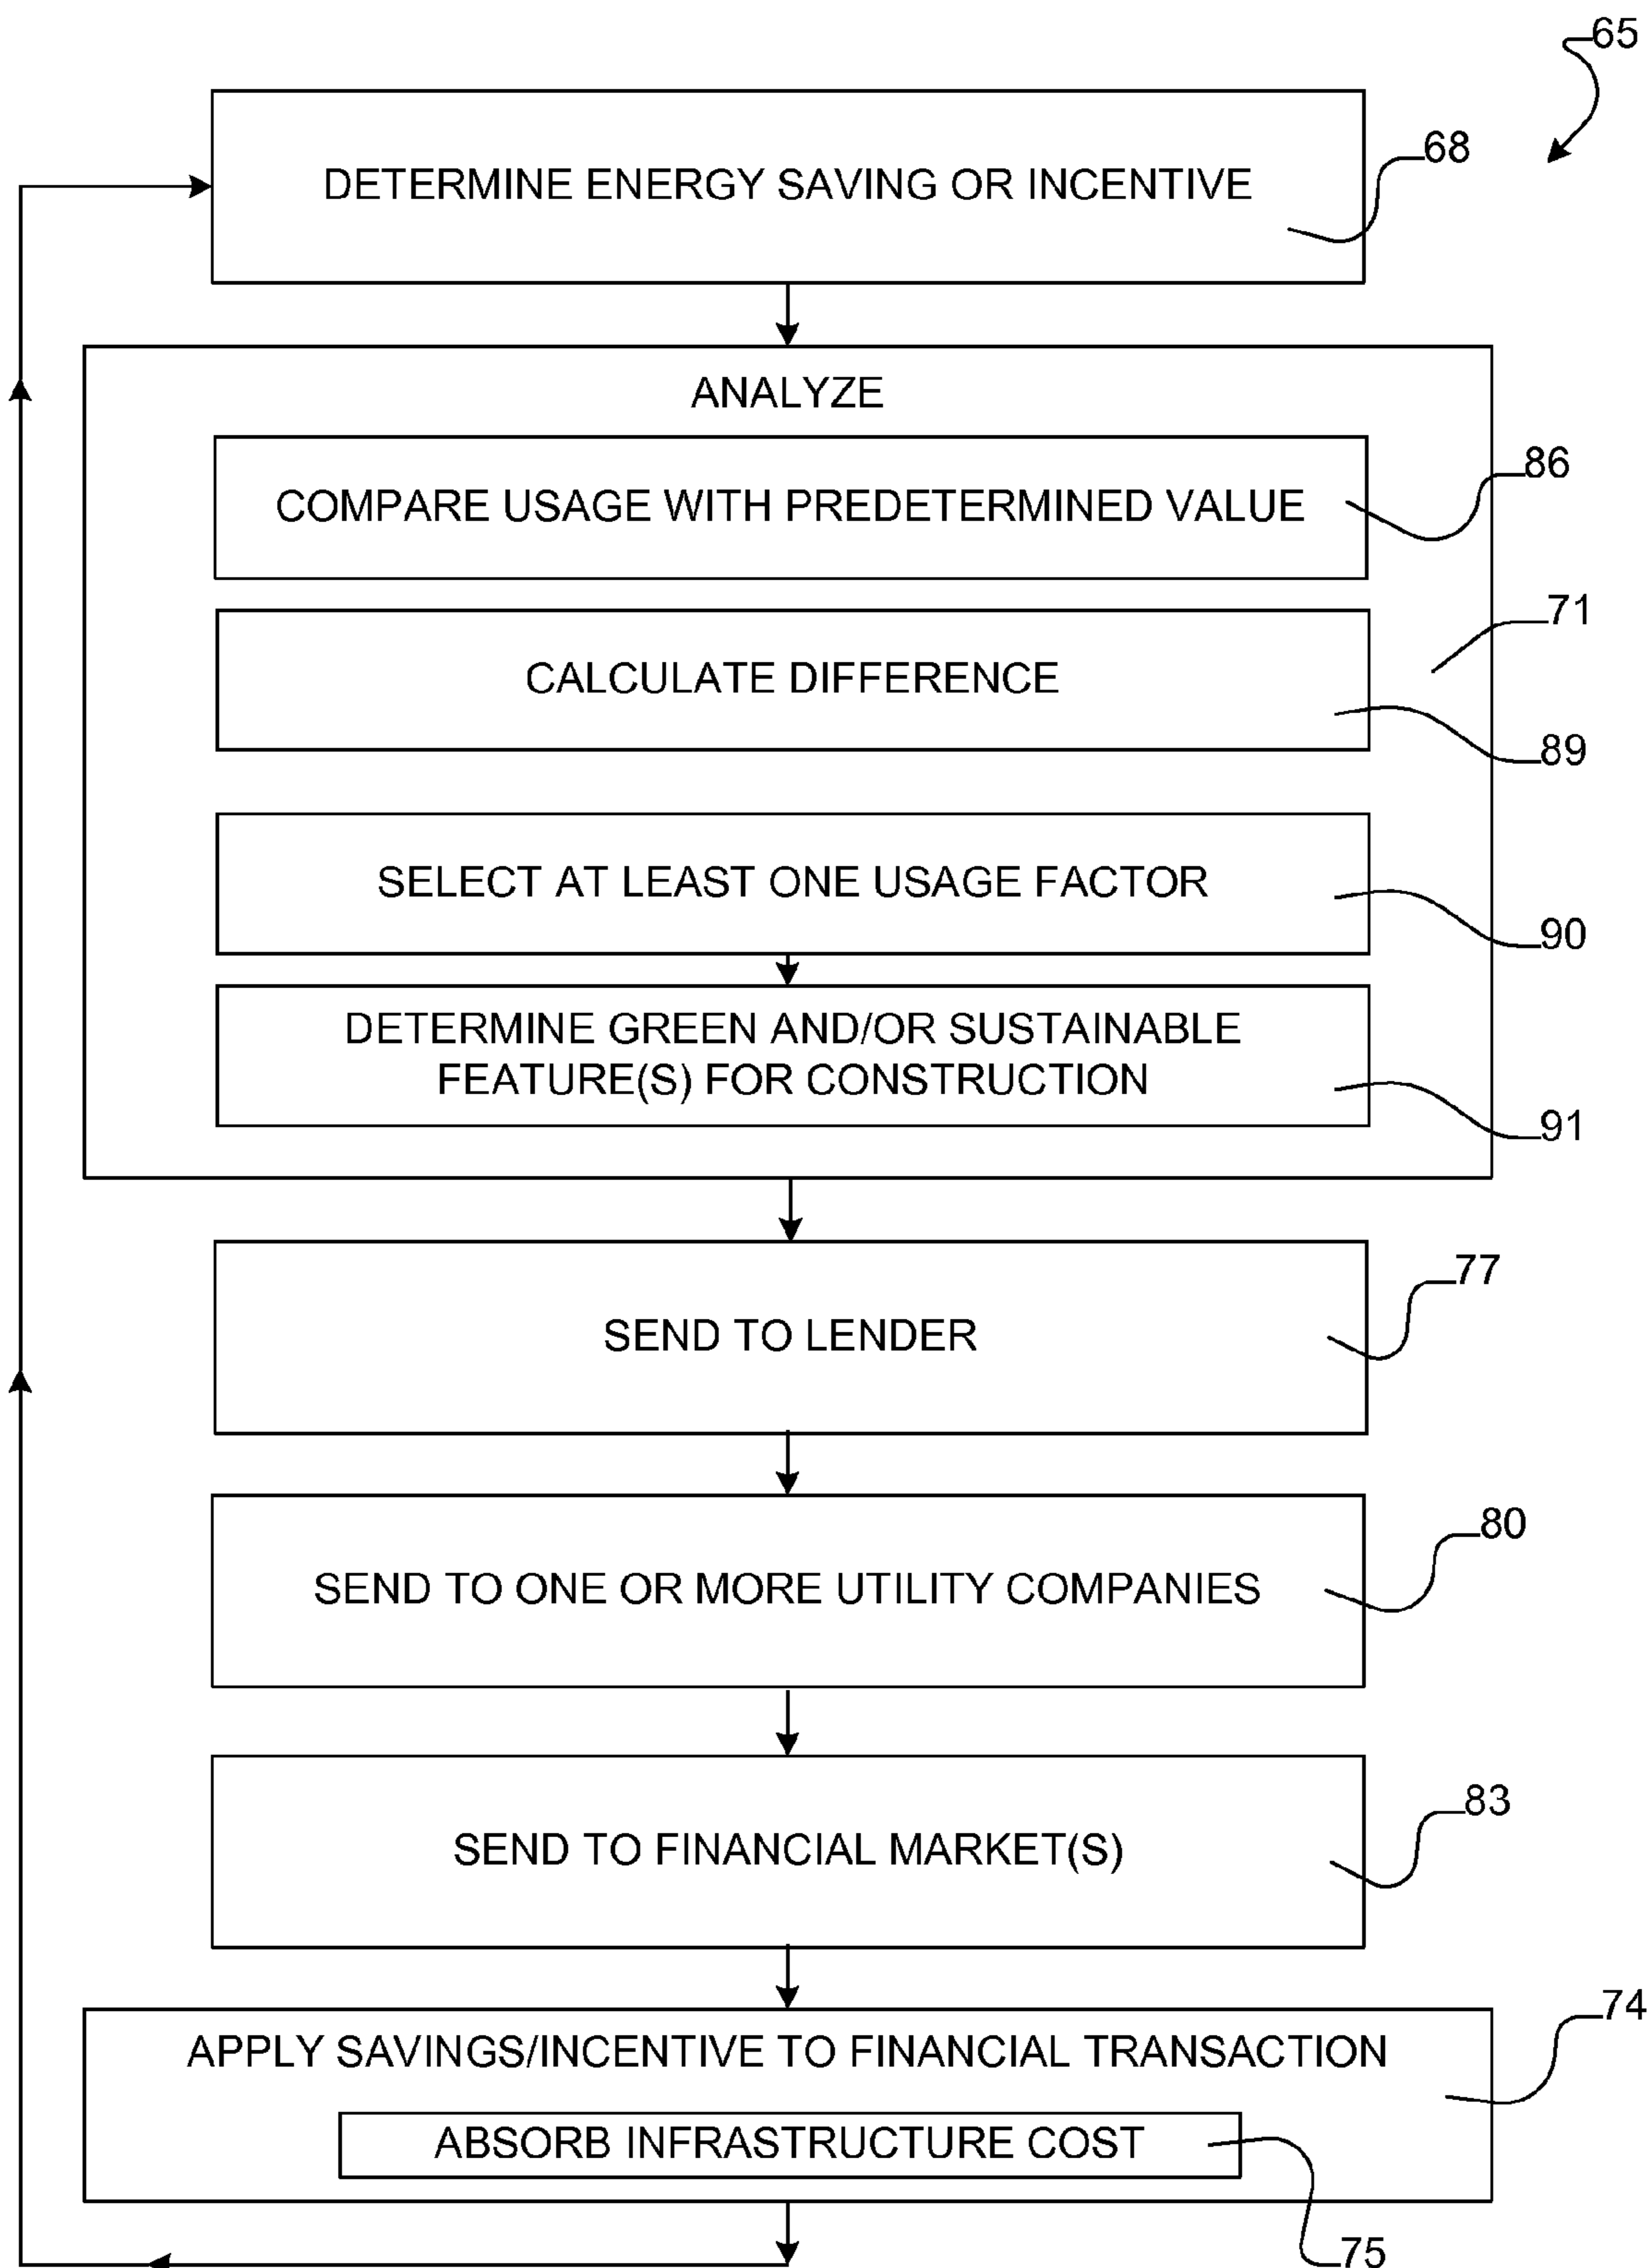 65
DETERMINE ENERGY SAVING OR INCENTIVE
68
ANALYZE
COMPARE USAGE WITH PREDETERMINED VALUE
86
71
CALCULATE DIFFERENCE
89
SELECT AT LEAST ONE USAGE FACTOR
90
DETERMINE GREEN AND/OR SUSTAINABLE
FEATURE(S) FOR CONSTRUCTION
91
SEND TO LENDER
77
SEND TO ONE OR MORE UTILITY COMPANIES
80
SEND TO FINANCIAL MARKET(S)
83
APPLY SAVINGS/INCENTIVE TO FINANCIAL TRANSACTION
74
ABSORB INFRASTRUCTURE COST
75